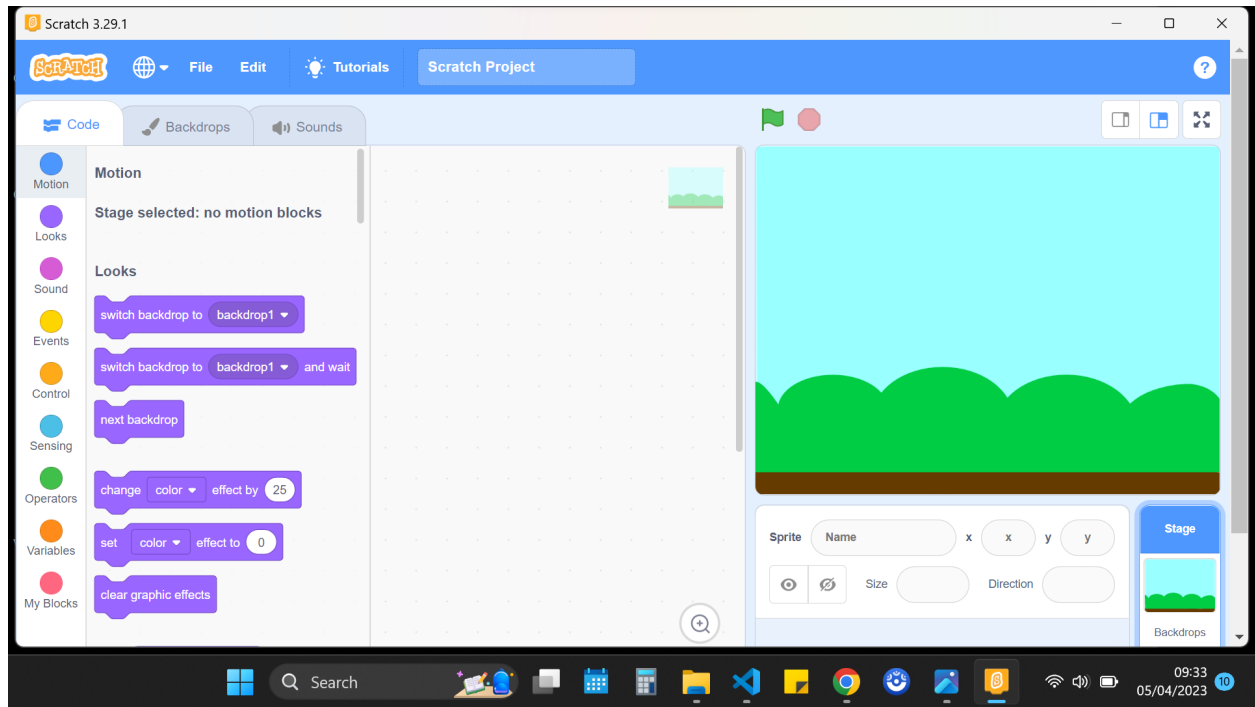 Scratch 3.29.1
SCRATCH File Edit Tutorials Scratch Project ?
Code Backdrops Sounds
Motion
Looks
Sound
Events
Control
Sensing
Operators
Variables
My Blocks
Motion
Stage selected: no motion blocks
Looks
switch backdrop to backdrop1
switch backdrop to backdrop1 and wait
next backdrop
change color effect by 25
set color effect to 0
clear graphic effects
Sprite Name x x y y
Size Direction
Stage
Backdrops
Search
09:33
05/04/2023
10